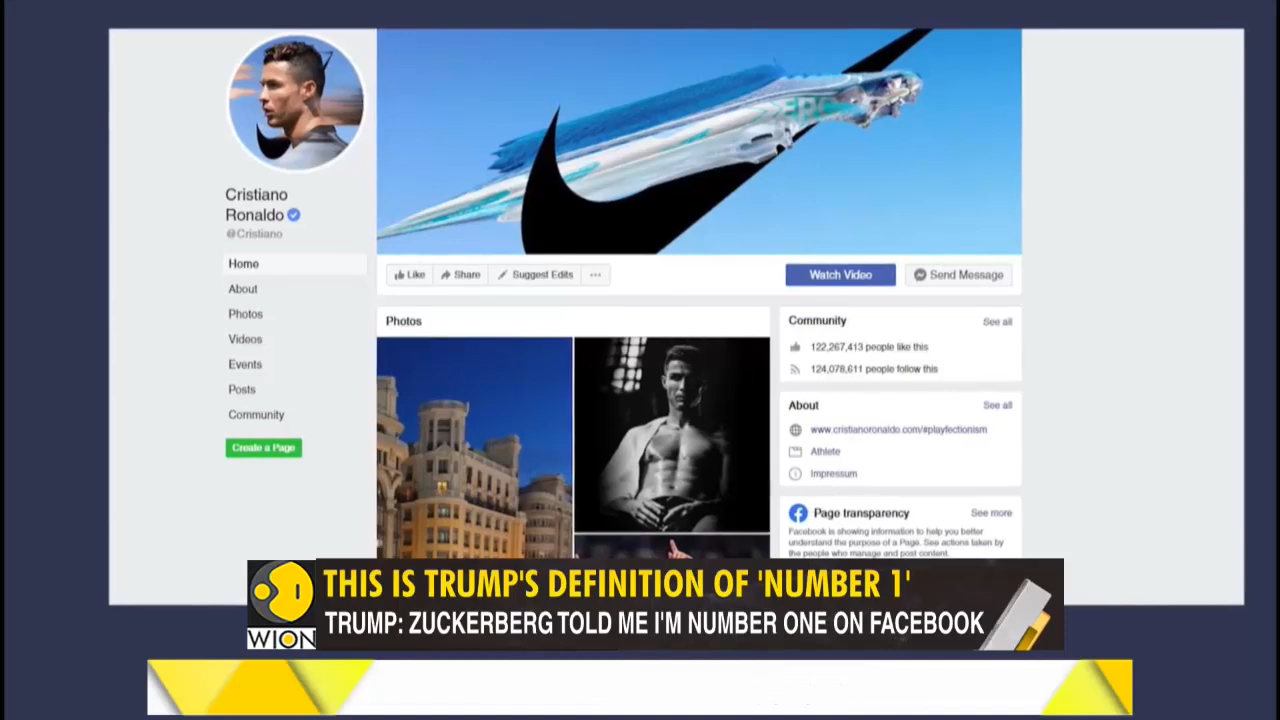 Cristiano
Ronaldo
@Cristiano
Home
About
Photos
Videos
Events
Posts
Community
Create a Page
Like
Share
Suggest Edits
...
Watch Video
Send Message
Photos
Community
See all
122,267,413 people like this
124,078,611 people follow this
About
See all
www.cristianoronaldo.com/#playfectionism
Athlete
Impressum
Page transparency
See more
Facebook is showing information to help you better
understand the purpose of a Page. See actions taken by
the people who manage and post content.
WION
THIS IS TRUMP'S DEFINITION OF 'NUMBER 1'
TRUMP: ZUCKERBERG TOLD ME I'M NUMBER ONE ON FACEBOOK